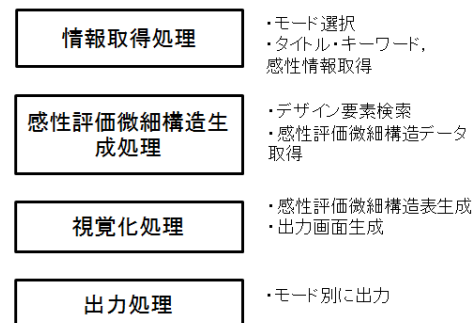 情報取得処理
・モード選択
・タイトル・キーワード,
感性情報取得
感性評価微細構造生
成処理
・デザイン要素検索
・感性評価微細構造データ
取得
視覚化処理
・感性評価微細構造表生成
・出力画面生成
出力処理
・モード別に出力